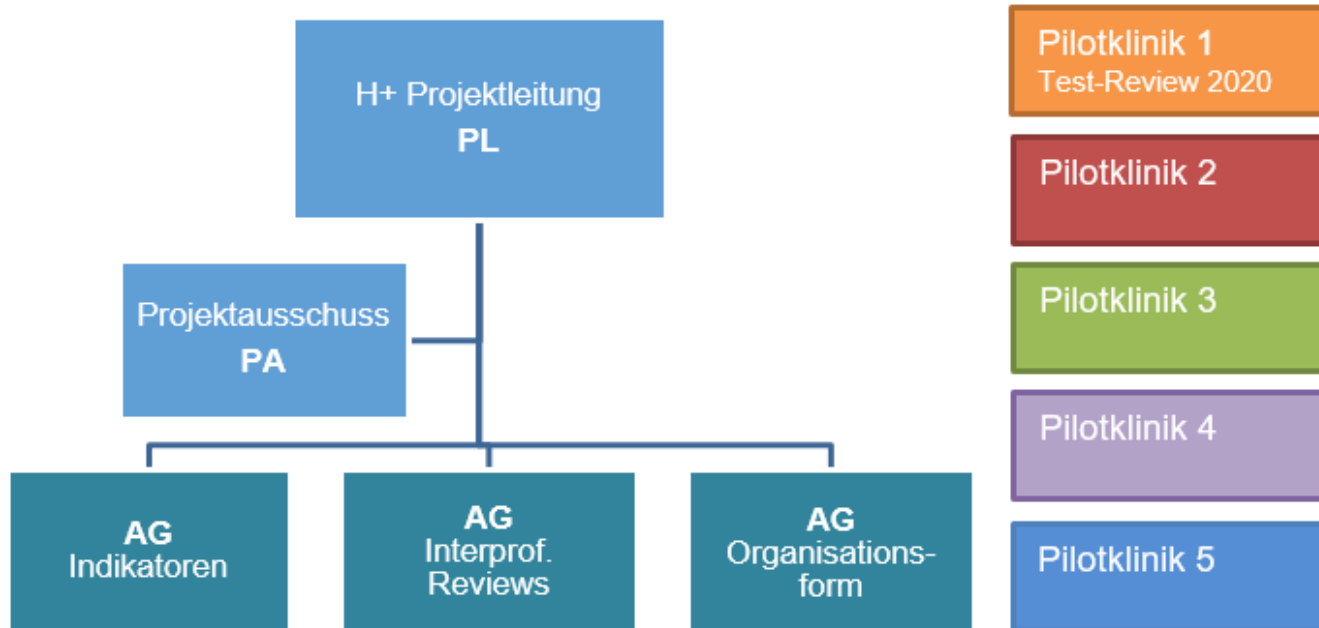 H+ Projektleitung
PL
Projektausschuss
PA
AG
Indikatoren
AG
Interprof.
Reviews
AG
Organisations-
form
Pilotklinik 1
Test-Review 2020
Pilotklinik 2
Pilotklinik 3
Pilotklinik 4
Pilotklinik 5